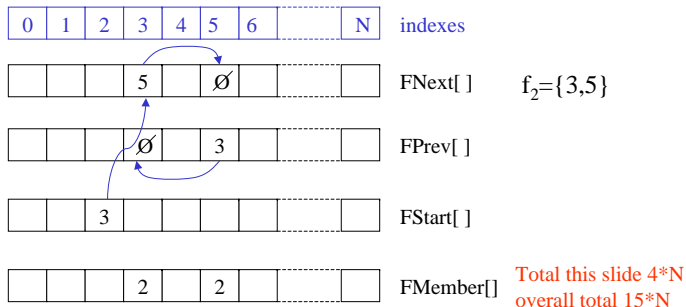 0 1 2 3 4 5 6 N indexes
5 Ø FNext[ ] f₂={3,5}
Ø 3 FPrev[ ]
3 FStart[ ]
2 2 FMember[] Total this slide 4*N
overall total 15*N